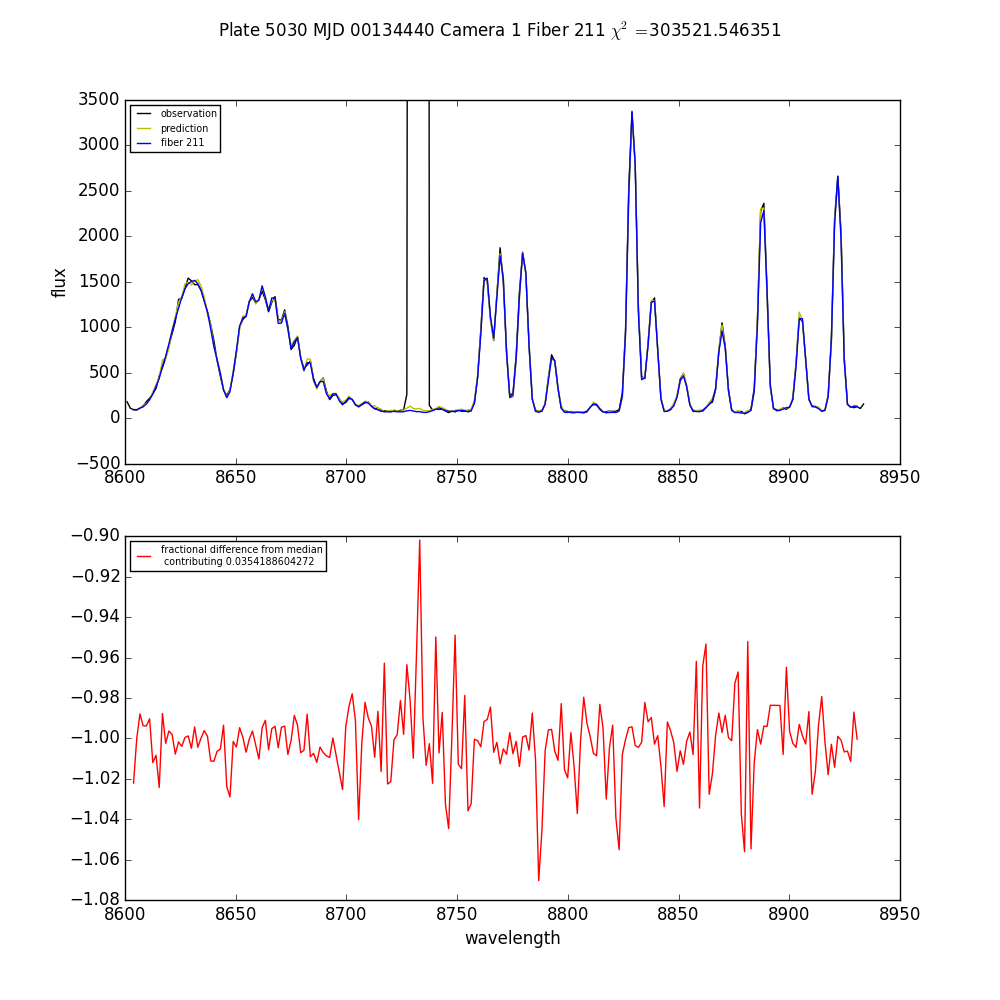 Plate 5030 MJD 00134440 Camera 1 Fiber 211 χ² =303521.546351
3500
3000
2500
2000
1500
1000
500
0
−500
flux
observation
prediction
fiber 211
8600 8650 8700 8750 8800 8850 8900 8950
−0.90
−0.92
−0.94
−0.96
−0.98
−1.00
−1.02
−1.04
−1.06
−1.08
fractional difference from median
contributing 0.0354188604272
8600 8650 8700 8750 8800 8850 8900 8950
wavelength